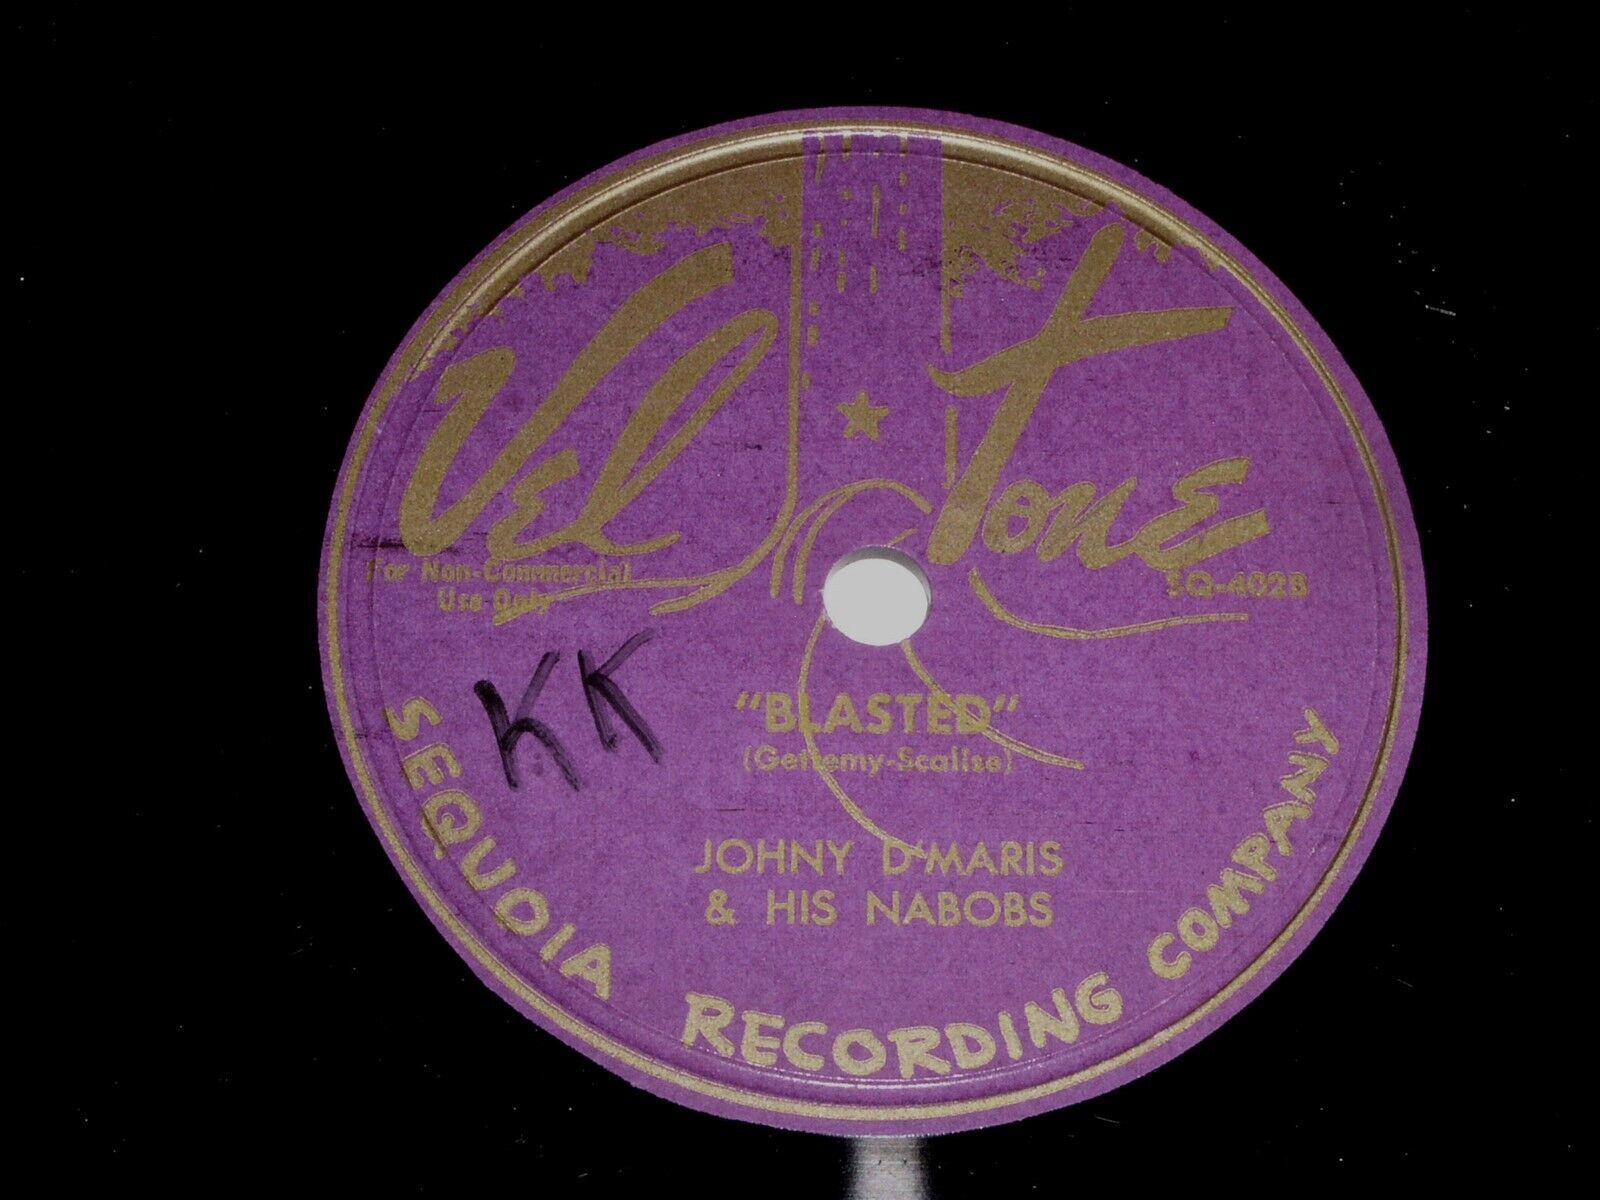 Vel Tone
For Non-Commercial
Use Only
SQ-402B
KK
"BLASTED"
(Gettemy-Scalise)
JOHNY D'MARIS
& HIS NABOBS
SEQUOIA RECORDING COMPANY